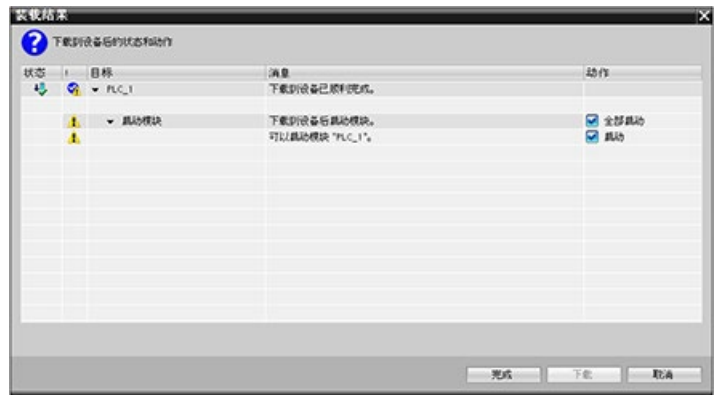 装载结果
下载到设备后的状态和动作
状态 ! 目标 消息 动作
PLC_1 下载到设备已顺利完成。
启动模块 下载到设备后启动模块。 全部启动
可以启动模块 "PLC_1"。 启动
完成 下载 取消